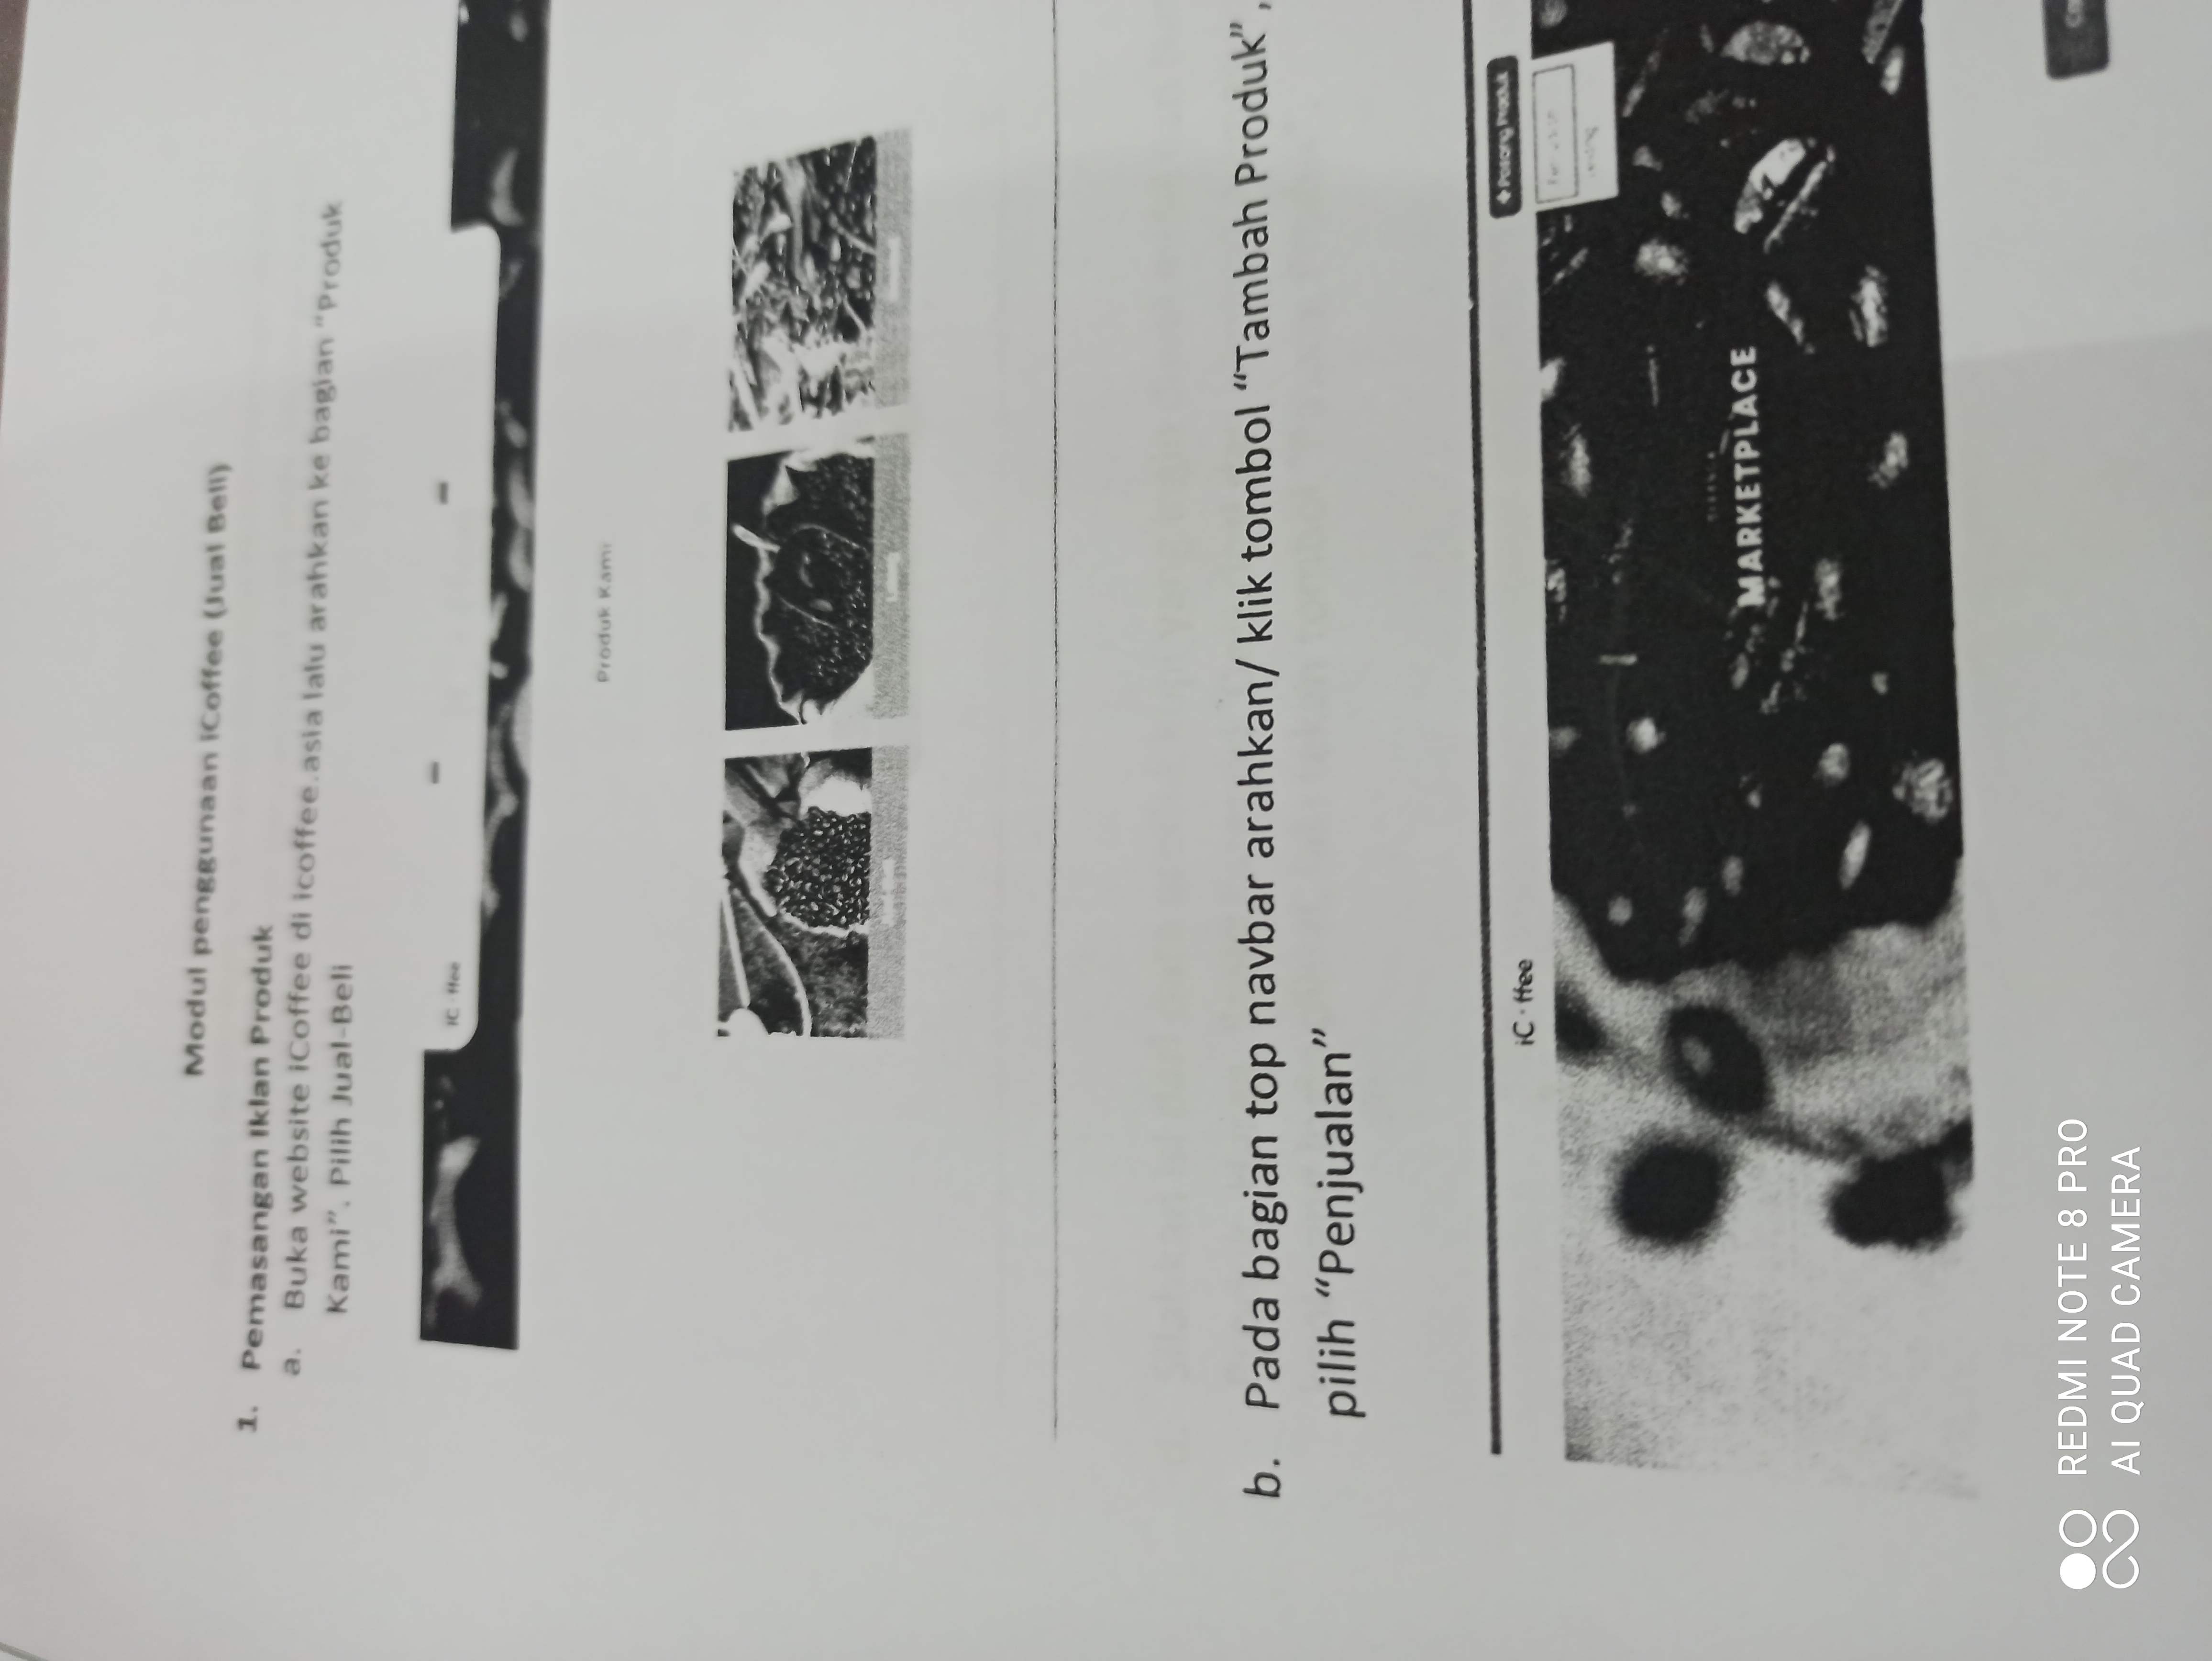 Modul penggunaan iCoffee (Jual Beli)
1. Pemasangan Iklan Produk
a. Buka website iCoffee di icoffee.asia lalu arahkan ke bagian “Produk
Kami”. Pilih Jual-Beli
iC ffee
Produk Kami
b. Pada bagian top navbar arahkan/ klik tombol “Tambah Produk”,
pilih “Penjualan”
iC ffee
+Pasang Produk
MARKETPLACE
REDMI NOTE 8 PRO
AI QUAD CAMERA